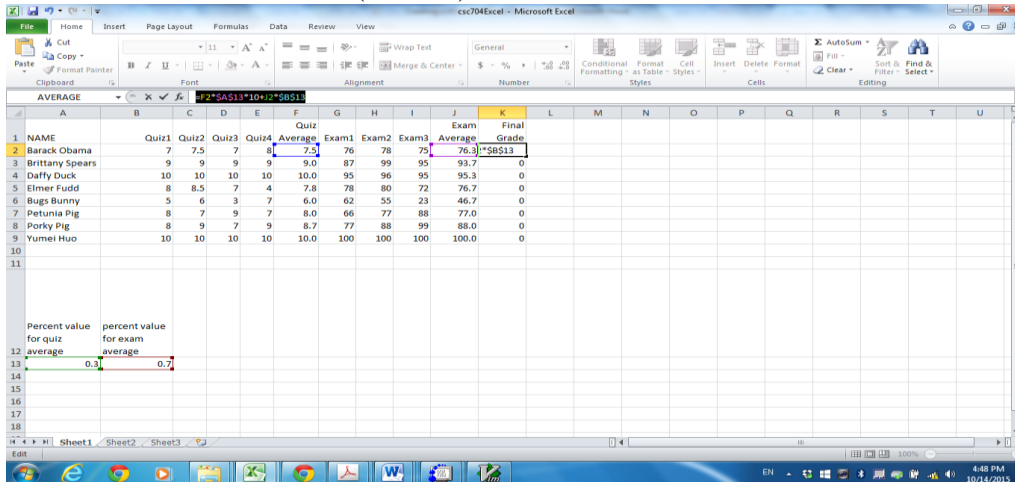 csc704Excel - Microsoft Excel
File Home Insert Page Layout Formulas Data Review View
Paste Cut Copy Format Painter Clipboard
11 A A B I U A Font
Wrap Text Merge & Center Alignment
General $ % , Number
Conditional Formatting Format as Table Cell Styles Styles
Insert Delete Format Cells
Σ AutoSum Fill Clear Sort & Filter Find & Select Editing
AVERAGE fx =F2*$A$13*10+J2*$B$13
A B C D E F G H I J K L M N O P Q R S T U
Quiz Exam Final
1 NAME Quiz1 Quiz2 Quiz3 Quiz4 Average Exam1 Exam2 Exam3 Average Grade
2 Barack Obama 7 7.5 7 8 7.5 76 78 75 76.3 *$B$13
3 Brittany Spears 9 9 9 9 9.0 87 99 95 93.7 0
4 Daffy Duck 10 10 10 10 10.0 95 96 95 95.3 0
5 Elmer Fudd 8 8.5 7 4 7.8 78 80 72 76.7 0
6 Bugs Bunny 5 6 3 7 6.0 62 55 23 46.7 0
7 Petunia Pig 8 7 9 7 8.0 66 77 88 77.0 0
8 Porky Pig 8 9 7 9 8.7 77 88 99 88.0 0
9 Yumei Huo 10 10 10 10 10.0 100 100 100 100.0 0
10
11
Percent value percent value
for quiz for exam
12 average average
13 0.3 0.7
14
15
16
17
18
Sheet1 Sheet2 Sheet3
Edit 100%
W EN 4:48 PM
10/14/2015